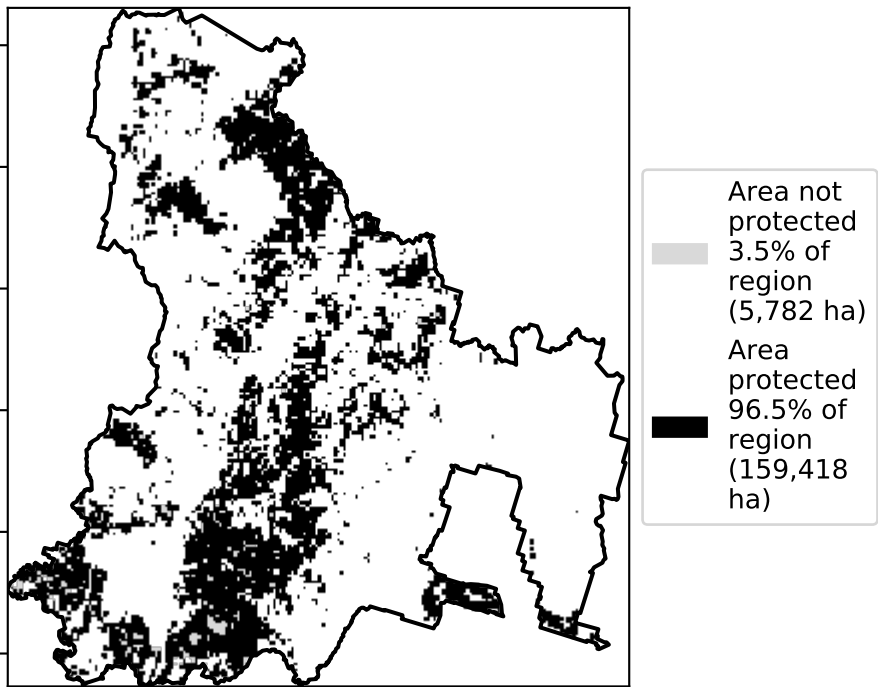 Area not
protected
3.5% of
region
(5,782 ha)
Area
protected
96.5% of
region
(159,418
ha)